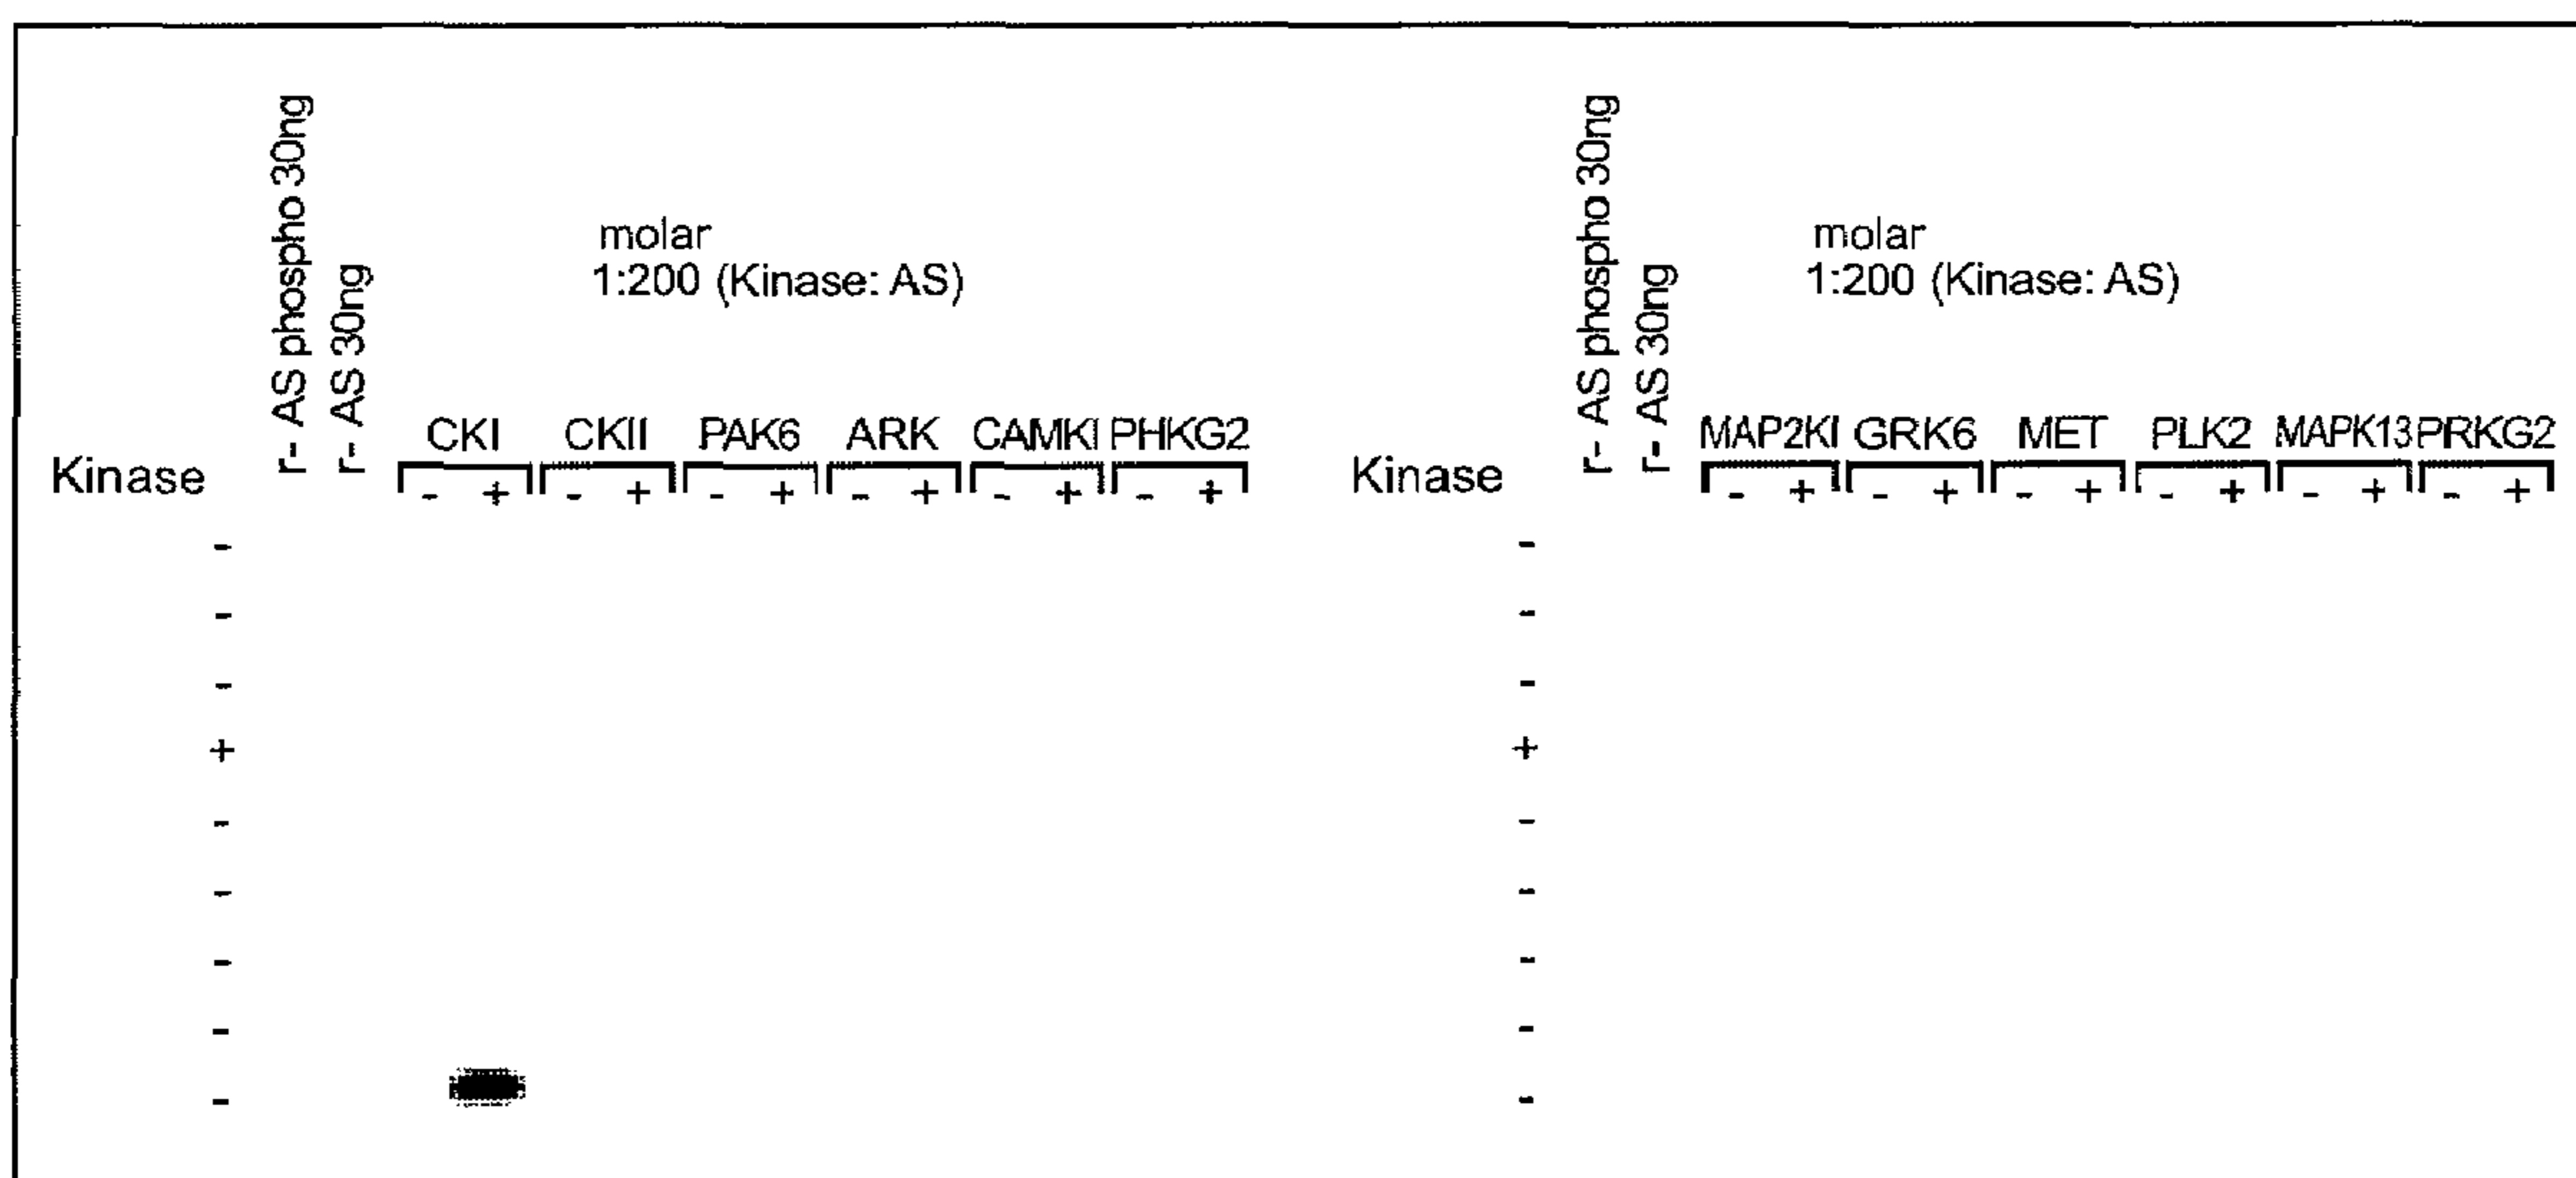 r- AS phospho 30ng
r- AS 30ng
molar
1:200 (Kinase: AS)
CKI CKII PAK6 ARK CAMKI PHKG2
Kinase
- + - + - + - + - + - +
-
-
-
+
-
-
-
-
-
r- AS phospho 30ng
r- AS 30ng
molar
1:200 (Kinase: AS)
MAP2KI GRK6 MET PLK2 MAPK13 PRKG2
Kinase
- + - + - + - + - + - +
-
-
-
+
-
-
-
-
-